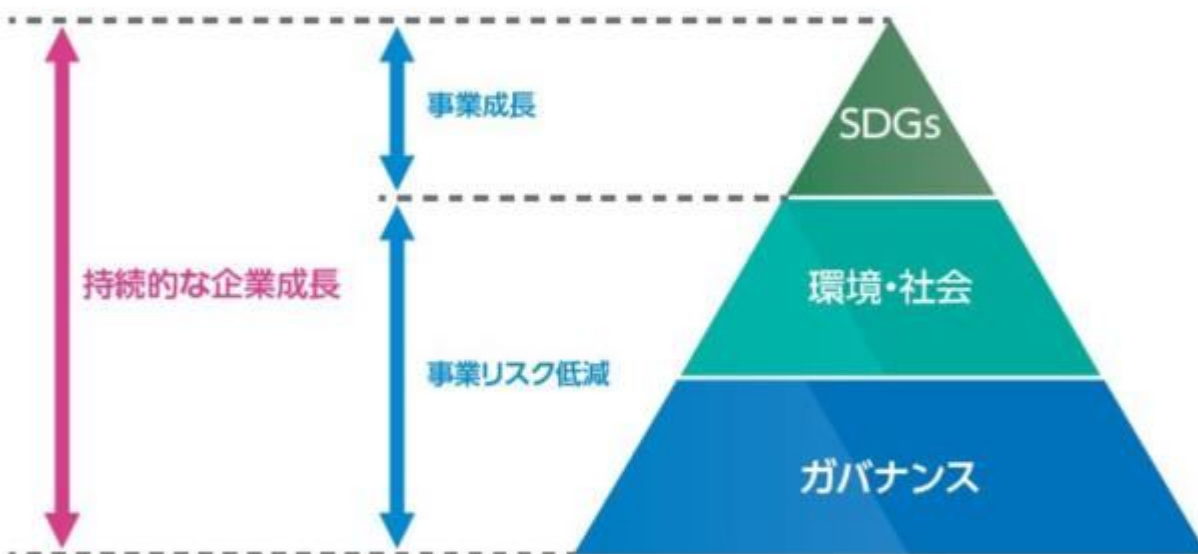 事業成長
SDGs
持続的な企業成長
環境・社会
事業リスク低減
ガバナンス